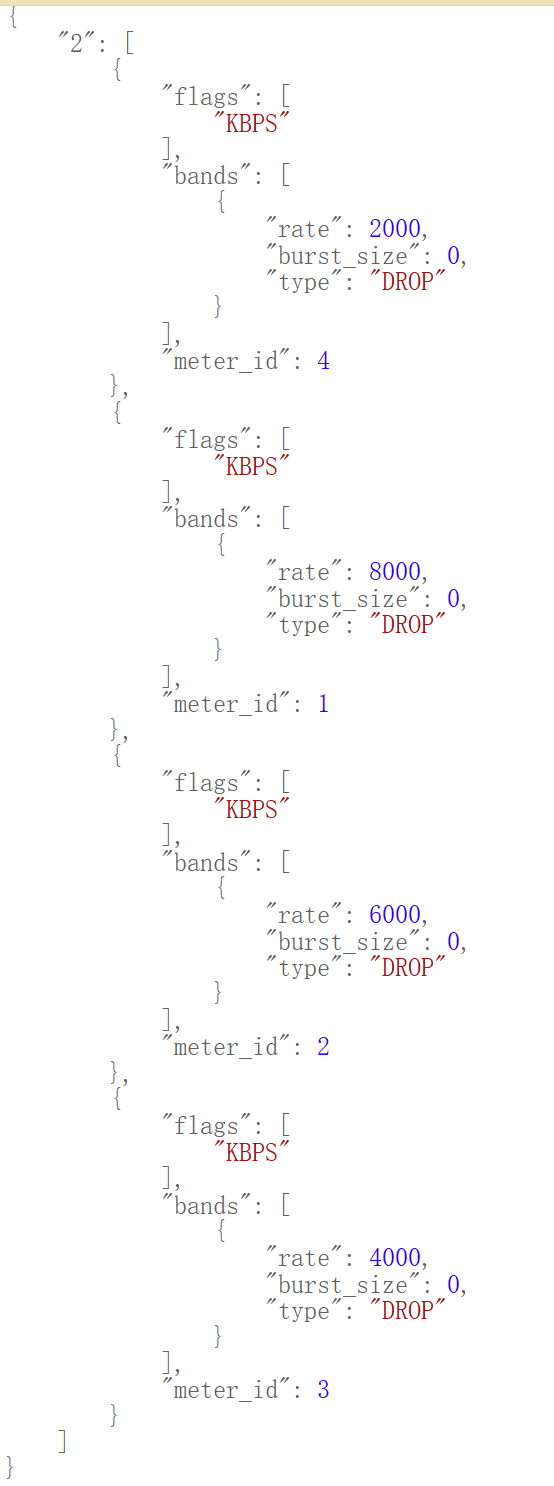 {
    "2": [
        {
            "flags": [
                "KBPS"
            ],
            "bands": [
                {
                    "rate": 2000,
                    "burst_size": 0,
                    "type": "DROP"
                }
            ],
            "meter_id": 4
        },
        {
            "flags": [
                "KBPS"
            ],
            "bands": [
                {
                    "rate": 8000,
                    "burst_size": 0,
                    "type": "DROP"
                }
            ],
            "meter_id": 1
        },
        {
            "flags": [
                "KBPS"
            ],
            "bands": [
                {
                    "rate": 6000,
                    "burst_size": 0,
                    "type": "DROP"
                }
            ],
            "meter_id": 2
        },
        {
            "flags": [
                "KBPS"
            ],
            "bands": [
                {
                    "rate": 4000,
                    "burst_size": 0,
                    "type": "DROP"
                }
            ],
            "meter_id": 3
        }
    ]
}